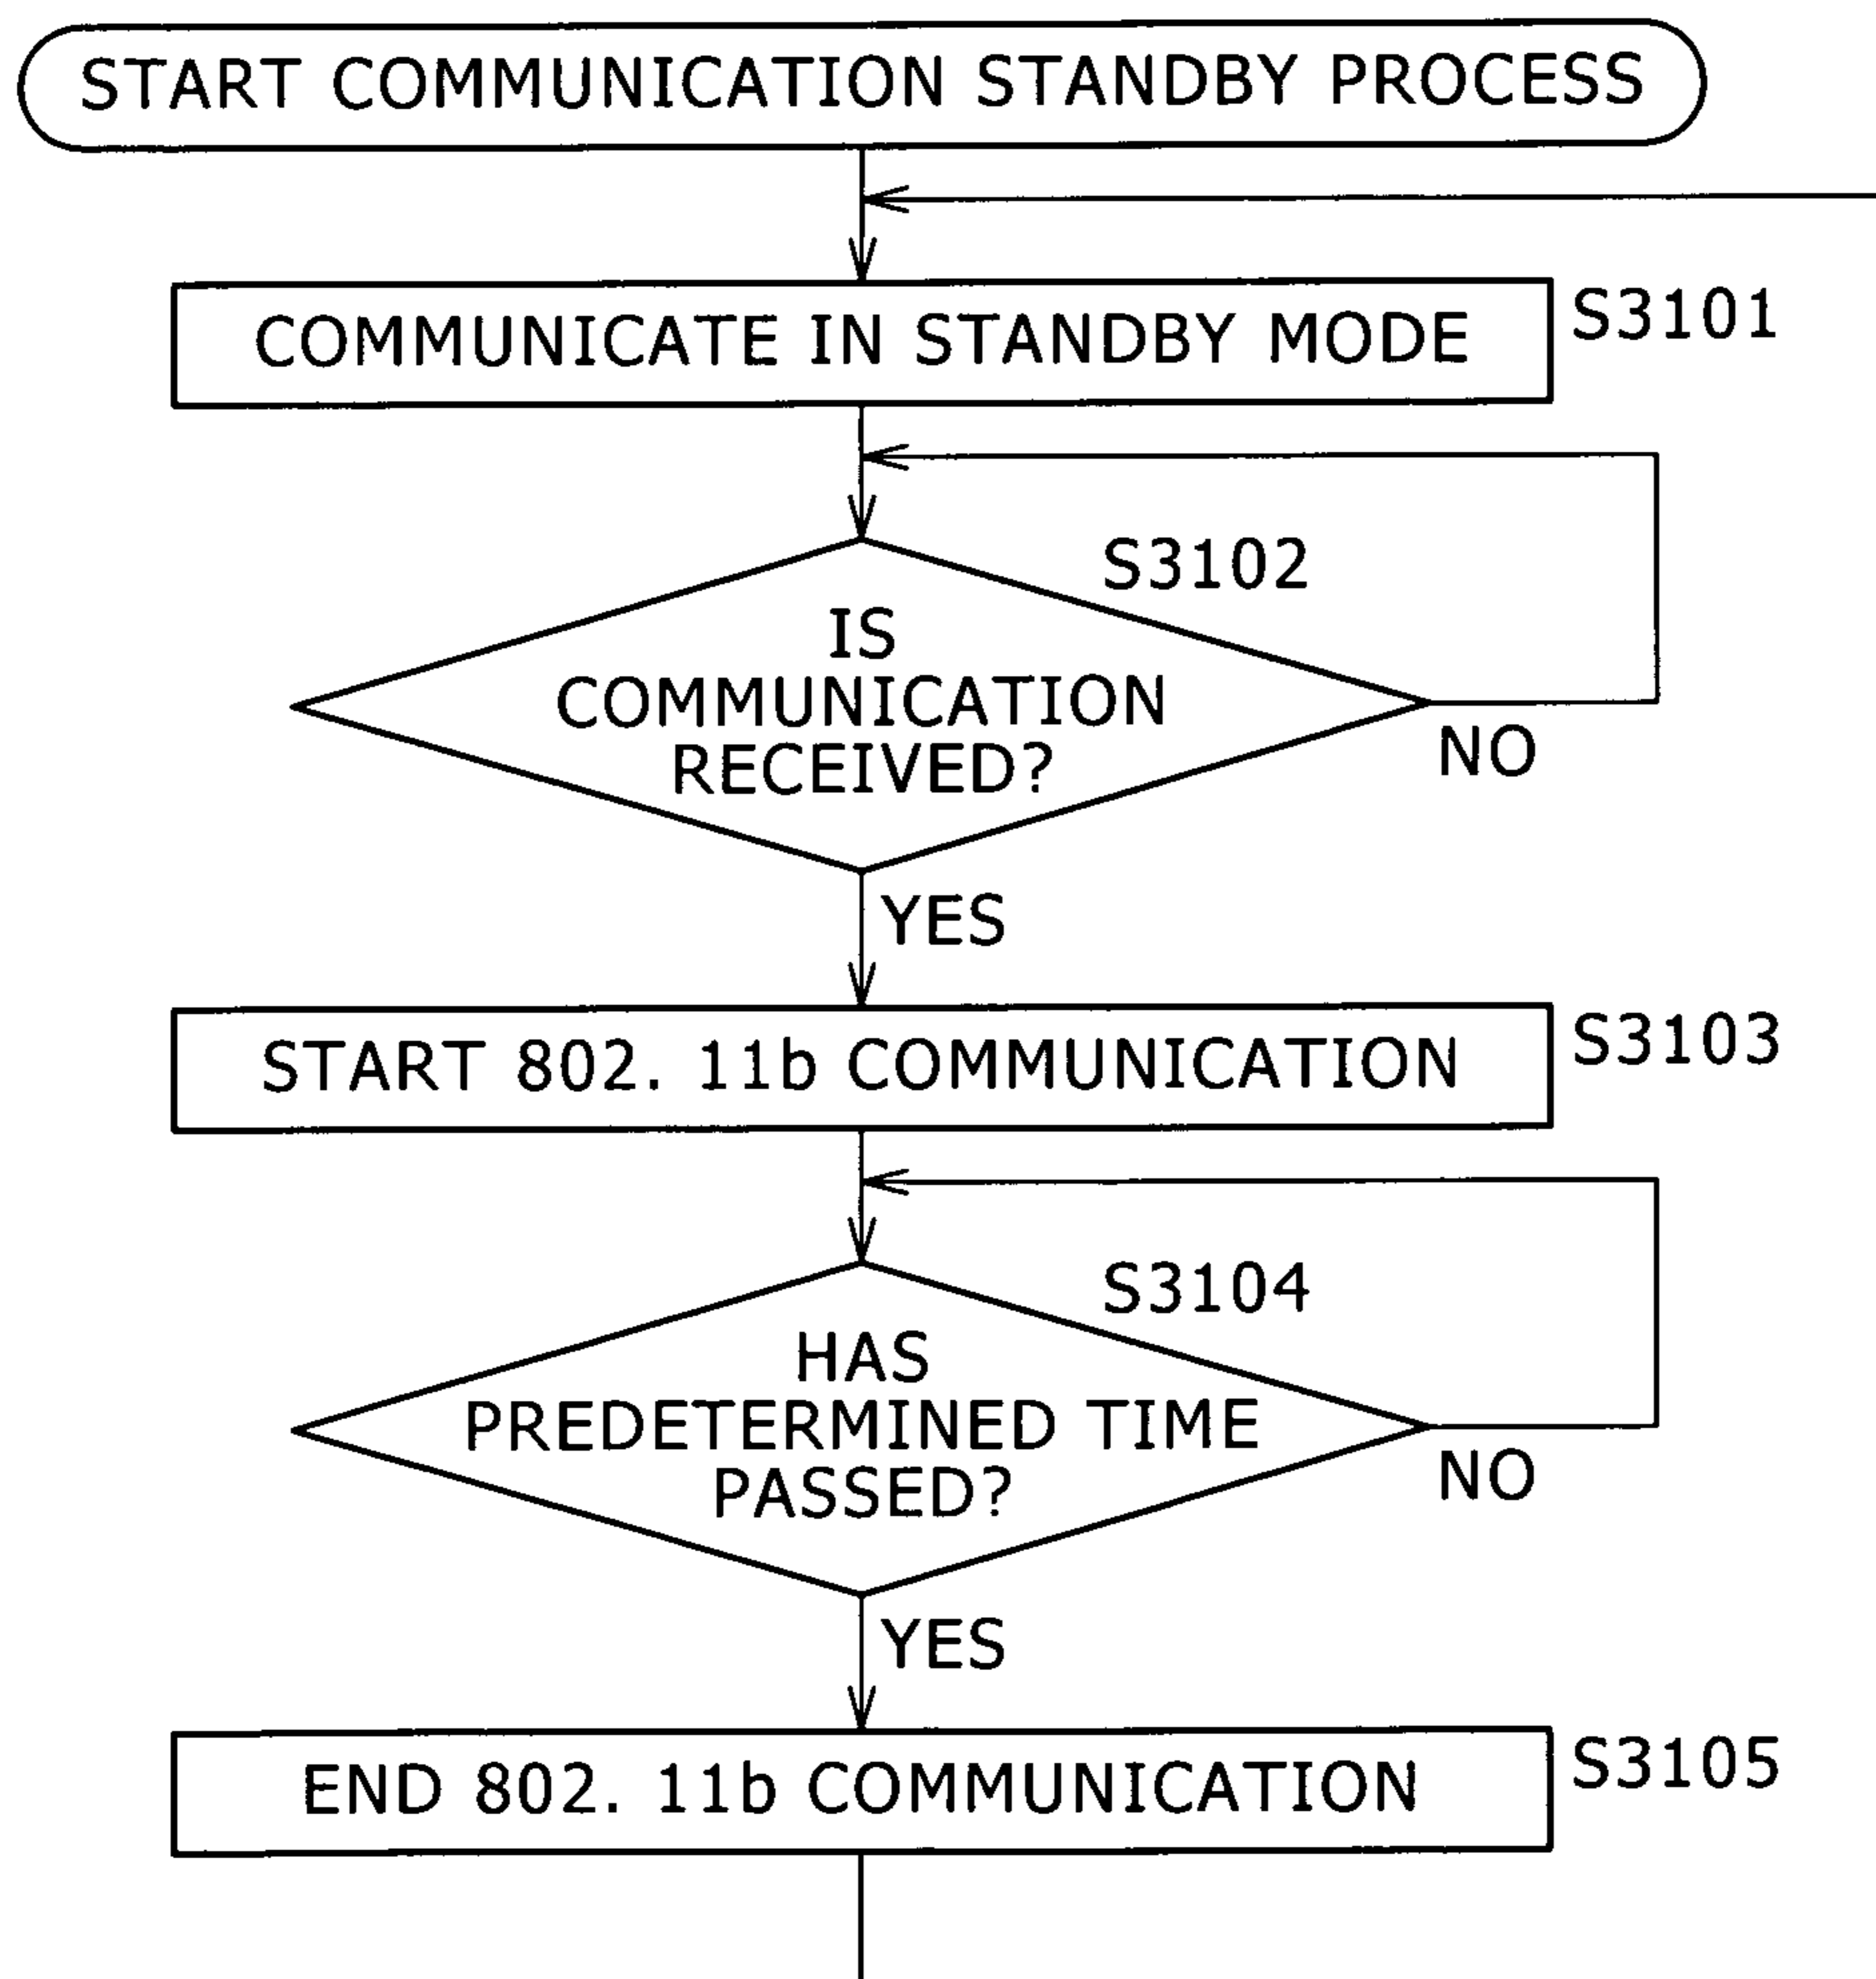 START COMMUNICATION STANDBY PROCESS
COMMUNICATE IN STANDBY MODE
S3101
S3102
IS
COMMUNICATION
RECEIVED?
NO
YES
START 802. 11b COMMUNICATION
S3103
S3104
HAS
PREDETERMINED TIME
PASSED?
NO
YES
END 802. 11b COMMUNICATION
S3105